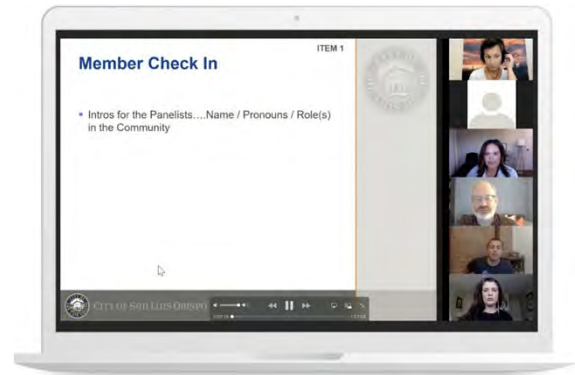 ITEM 1
Member Check In
Intros for the Panelists....Name / Pronouns / Role(s)
in the Community
CITY OF SAN LUIS OBISPO